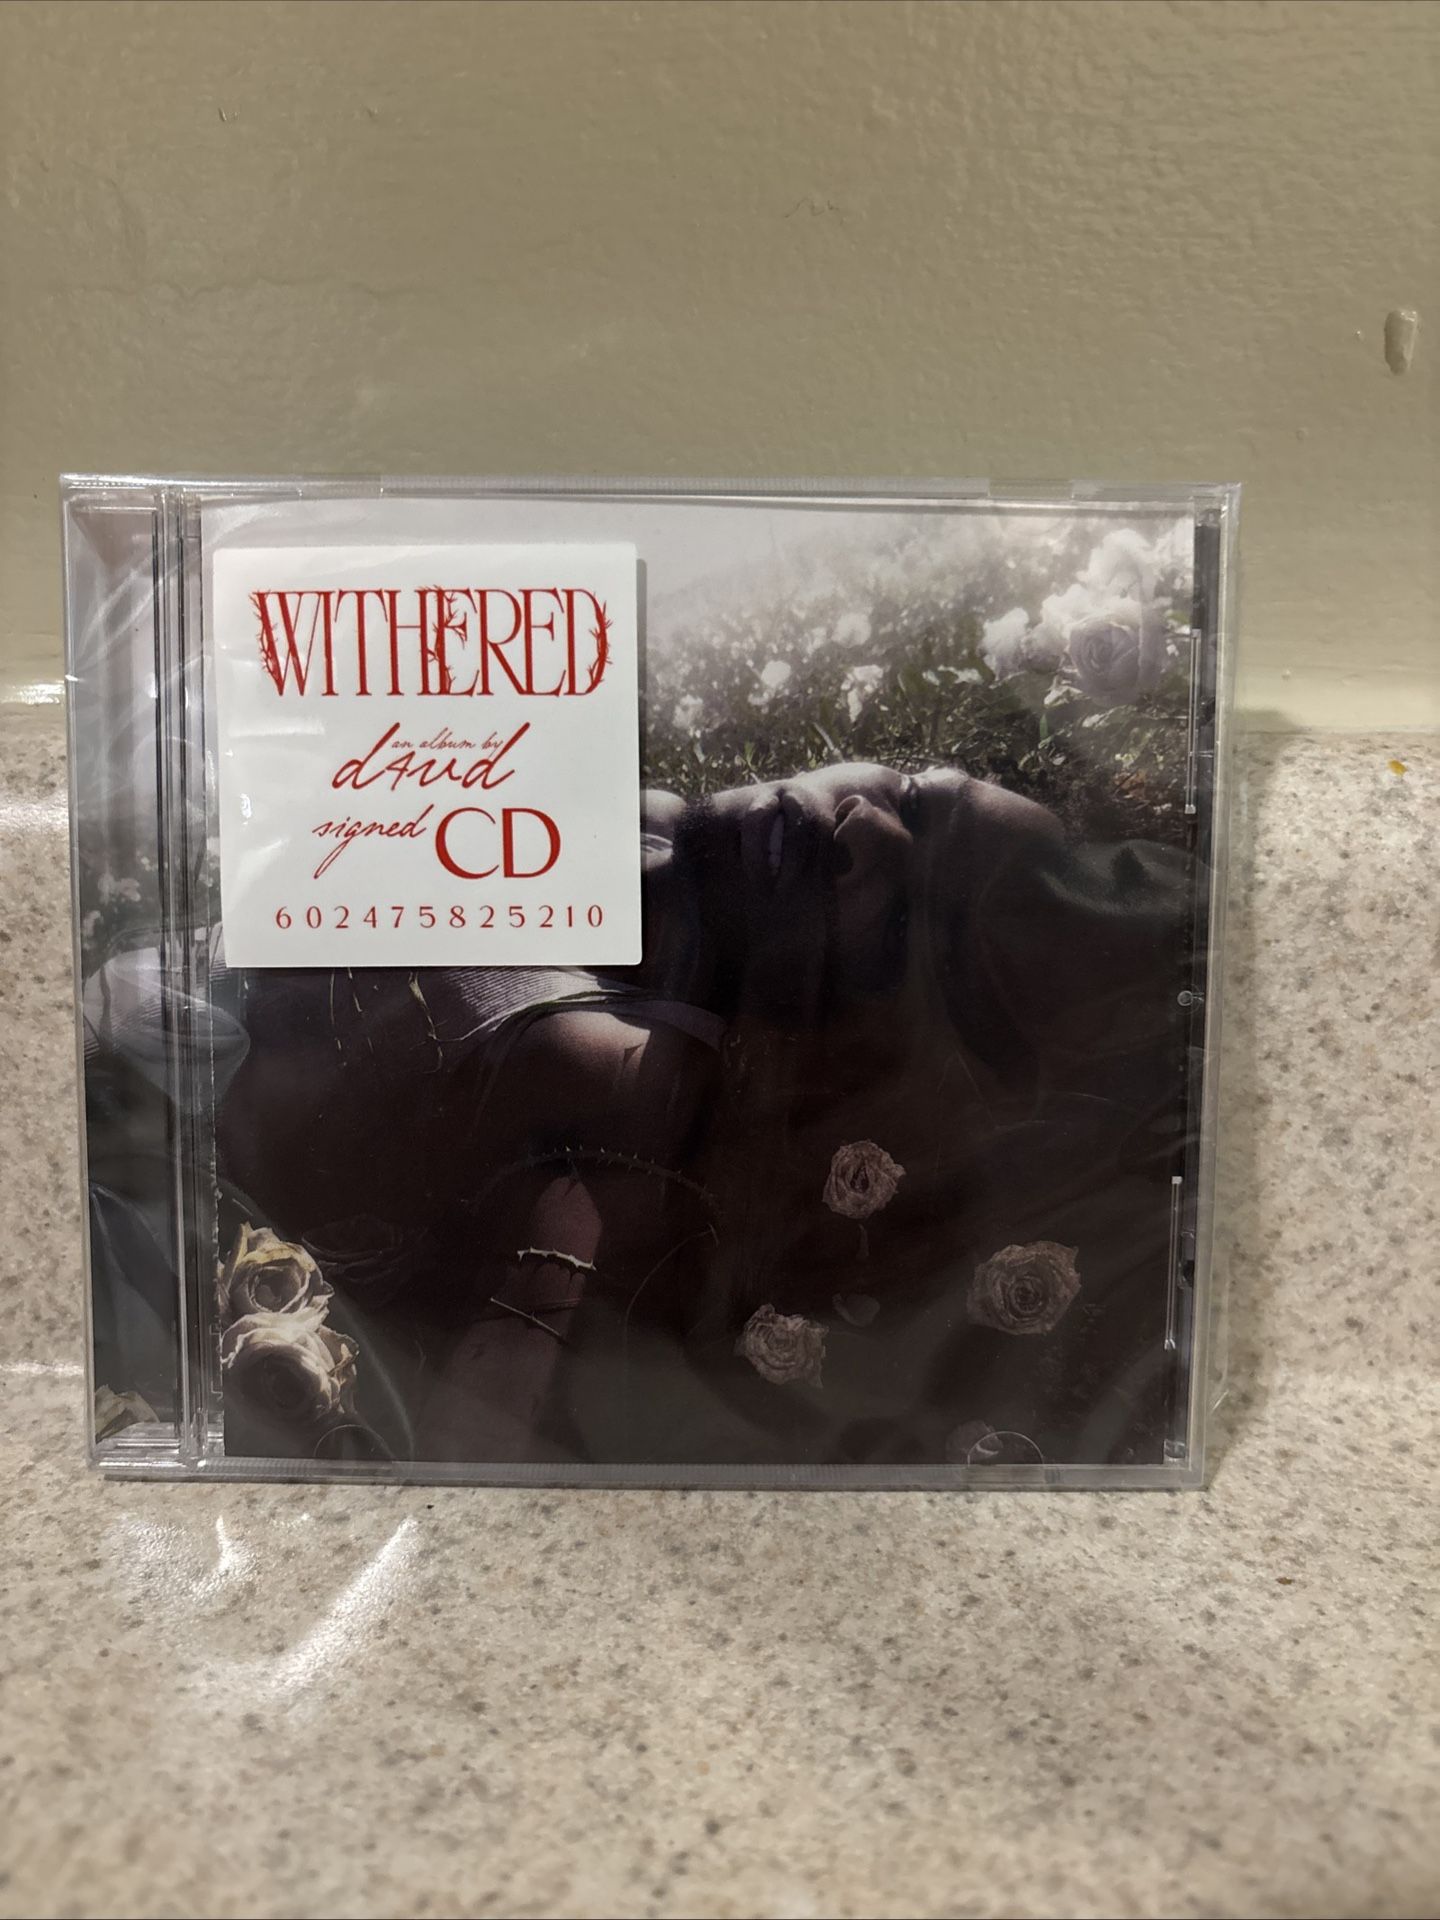 WITHERED
an album by
d4vd
signed CD
602475825210